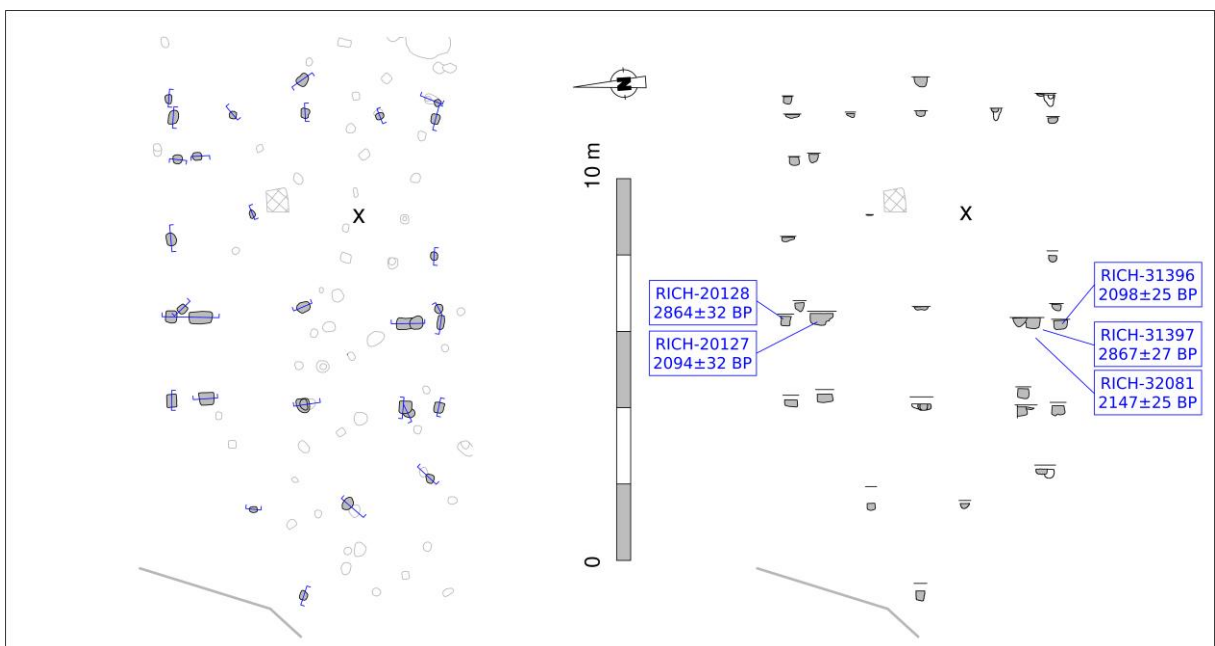 N
10 m
0
X
X
RICH-20128
2864±32 BP
RICH-20127
2094±32 BP
RICH-31396
2098±25 BP
RICH-31397
2867±27 BP
RICH-32081
2147±25 BP